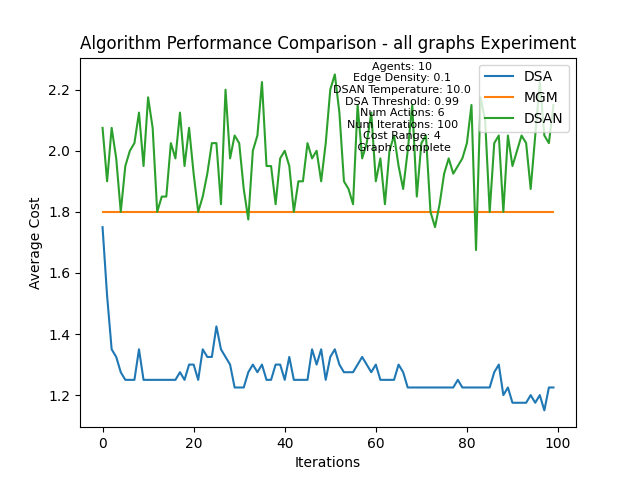 Algorithm Performance Comparison - all graphs Experiment
Agents: 10
Edge Density: 0.1
DSAN Temperature: 10.0
DSA Threshold: 0.99
Num Actions: 6
Num Iterations: 100
Cost Range: 4
Graph: complete
DSA
MGM
DSAN
Average Cost
2.2
2.0
1.8
1.6
1.4
1.2
0
20
40
60
80
100
Iterations